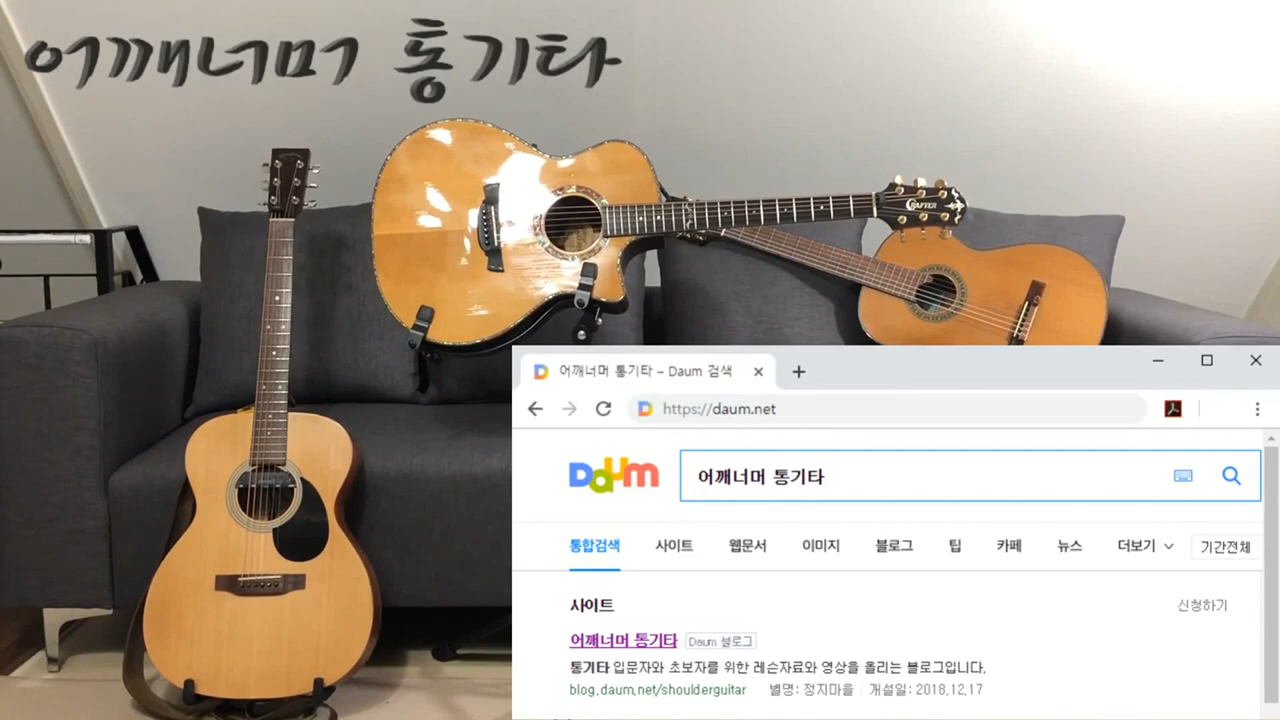 어깨너머 통기타
CRAFTER
어깨너머 통기타 – Daum 검색
https://daum.net
Daum
어깨너머 통기타
통합검색 사이트 웹문서 이미지 블로그 팁 카페 뉴스 더보기 기간전체
사이트 신청하기
어깨너머 통기타 Daum 블로그
통기타 입문자와 초보자를 위한 레슨자료와 영상을 올리는 블로그입니다.
blog.daum.net/shoulderguitar 별명: 정지마을 개설일: 2018.12.17